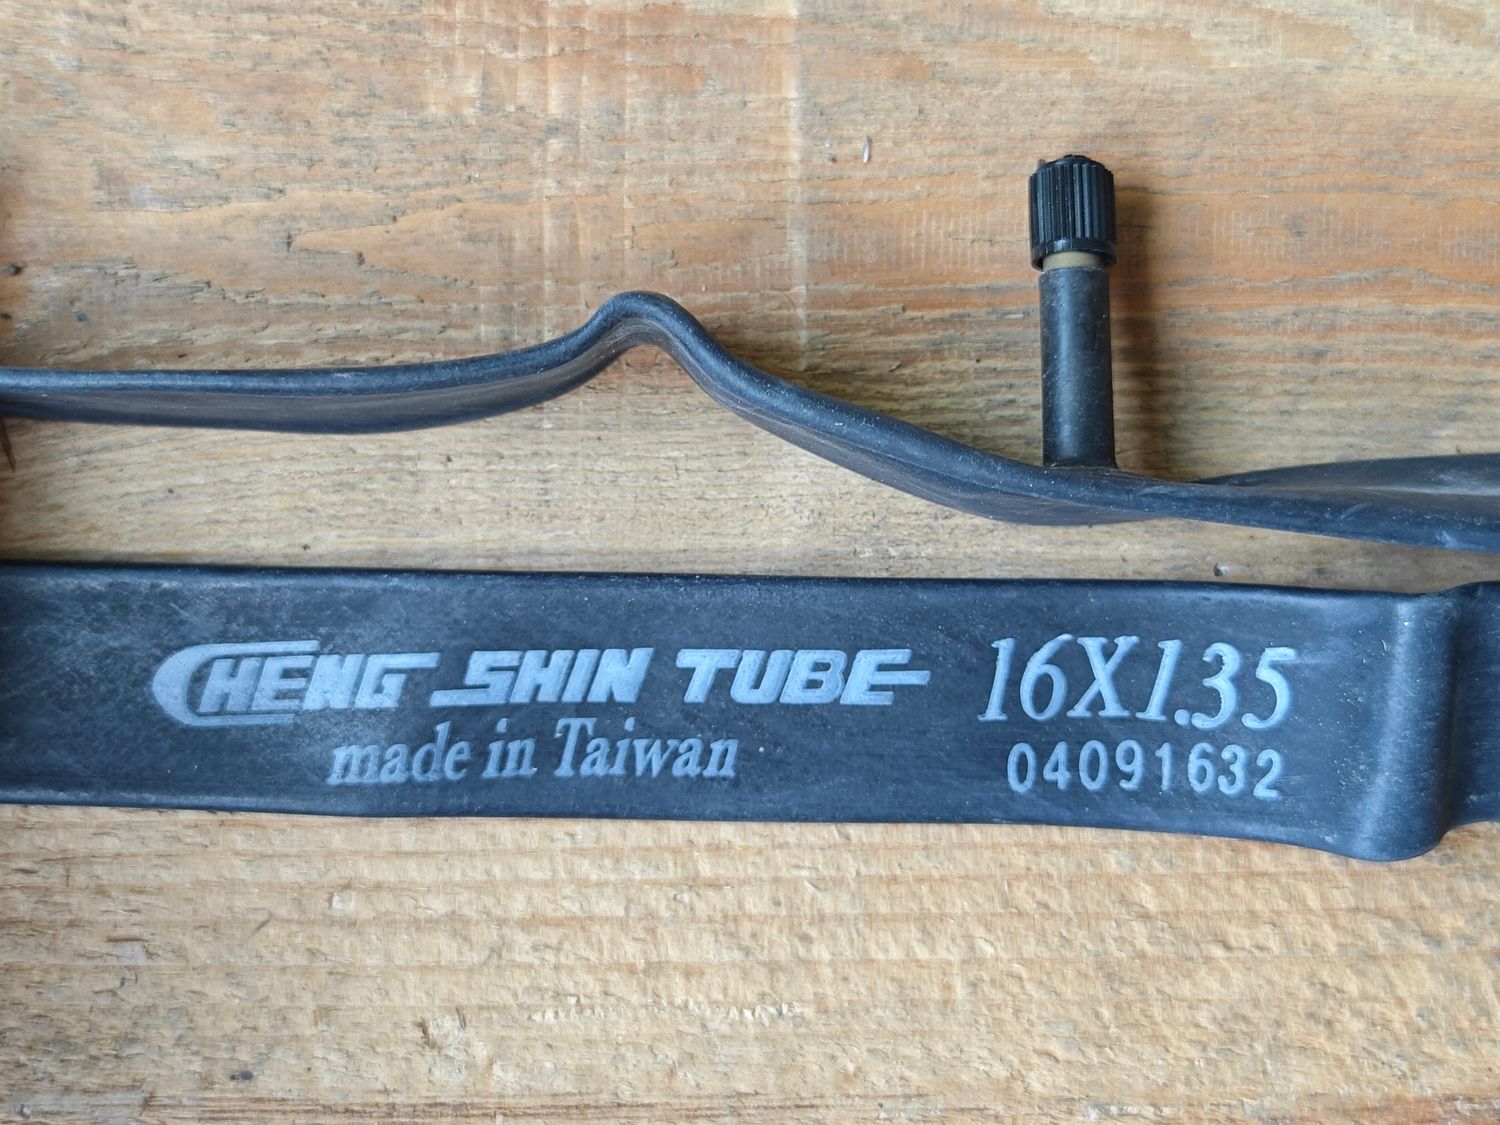 CHENG SHIN TUBE 16X1.35
made in Taiwan 04091632